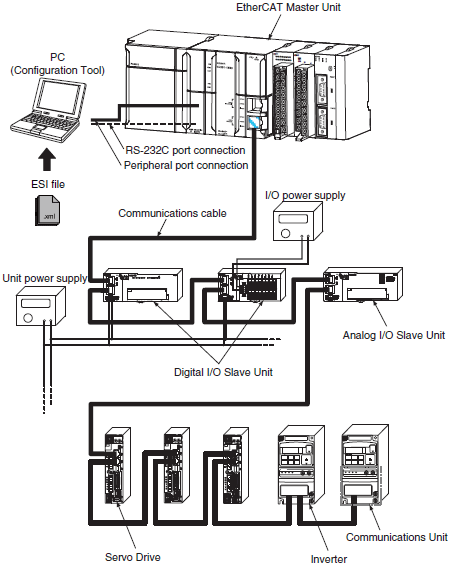 EtherCAT Master Unit
PC
(Configuration Tool)
RS-232C port connection
Peripheral port connection
ESI file
.xml
I/O power supply
Communications cable
Unit power supply
Analog I/O Slave Unit
Digital I/O Slave Unit
Communications Unit
Servo Drive
Inverter